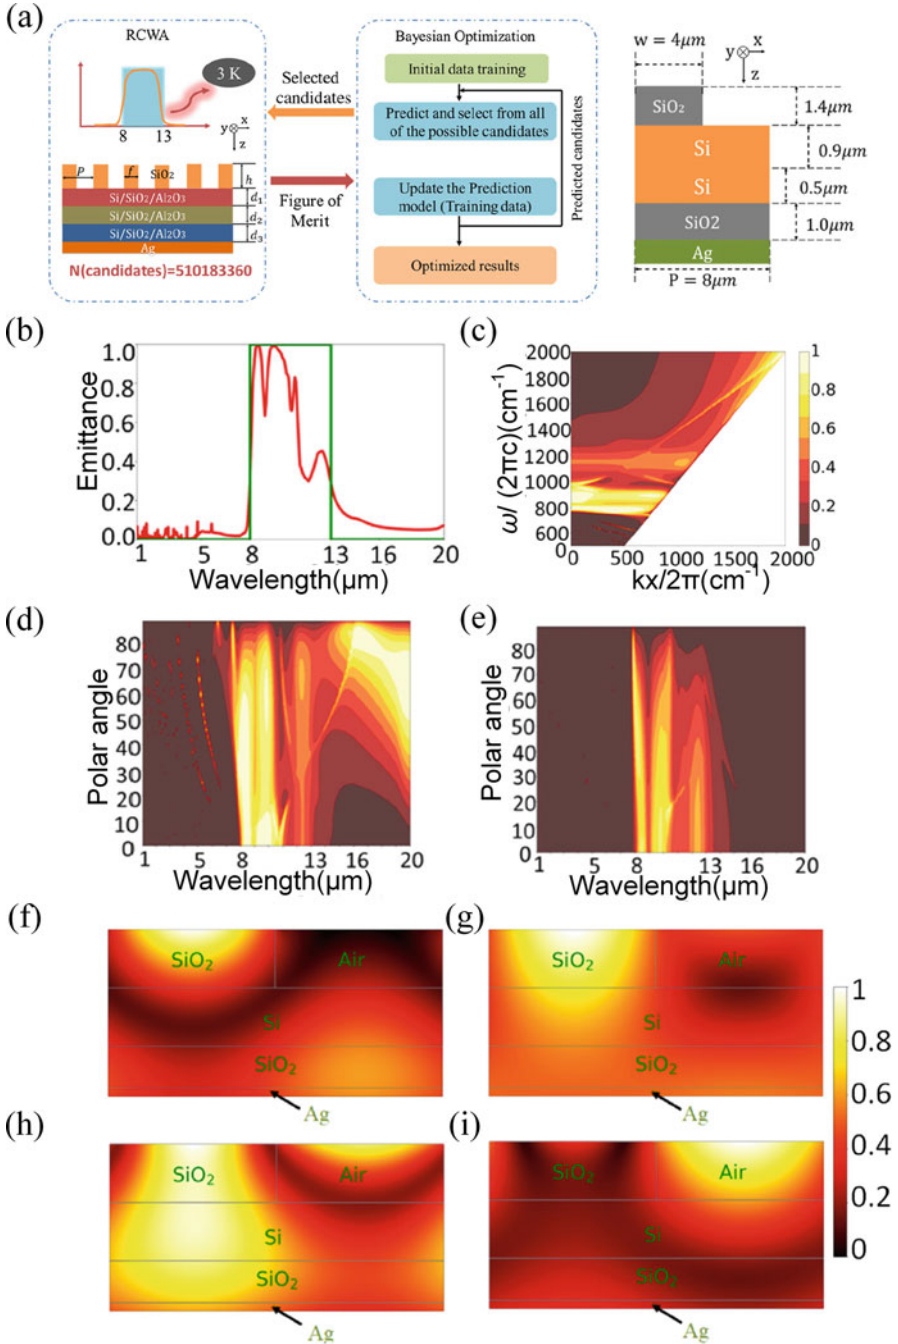 (a)
RCWA
3 K
8 13
y x
z
P f SiO₂ h
Si/SiO₂/Al₂O₃ d₁
Si/SiO₂/Al₂O₃ d₂
Si/SiO₂/Al₂O₃ d₃
Ag
N(candidates)=510183360
Selected
candidates
Figure of
Merit
Bayesian Optimization
Initial data training
Predict and select from all
of the possible candidates
Update the Prediction
model (Training data)
Optimized results
Predicted candidates
w = 4μm
y x
z
SiO₂
1.4μm
Si
0.9μm
Si
0.5μm
SiO2
1.0μm
Ag
P = 8μm
(b)
Emittance
1.0
0.8
0.6
0.4
0.2
0.0
1 5 8 13 16 20
Wavelength(μm)
(c)
ω/ (2πc)(cm⁻¹)
2000
1800
1600
1400
1200
1000
800
600
0 500 1000 1500 2000
kx/2π(cm⁻¹)
1
0.8
0.6
0.4
0.2
0
(d)
Polar angle
80
70
60
50
40
30
20
10
0
1 5 8 13 16 20
Wavelength(μm)
(e)
Polar angle
80
70
60
50
40
30
20
10
0
1 5 8 13 16 20
Wavelength(μm)
(f)
SiO₂ Air
Si
SiO₂
Ag
(g)
SiO₂ Air
Si
SiO₂
Ag
(h)
SiO₂ Air
Si
SiO₂
Ag
(i)
SiO₂ Air
Si
SiO₂
Ag
1
0.8
0.6
0.4
0.2
0